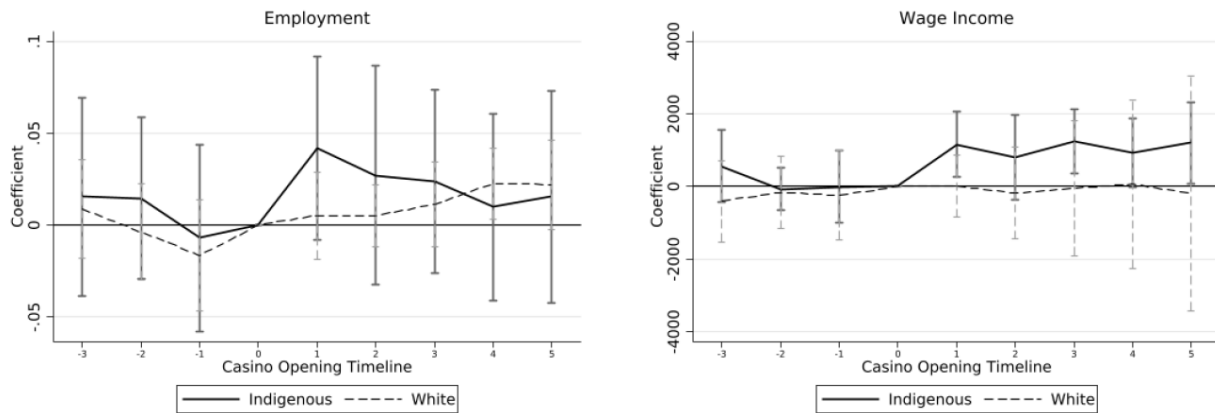 Employment
.1
.05
0
-.05
Coefficient
-3 -2 -1 0 1 2 3 4 5
Casino Opening Timeline
Indigenous White
Wage Income
4000
2000
0
-2000
-4000
Coefficient
-3 -2 -1 0 1 2 3 4 5
Casino Opening Timeline
Indigenous White